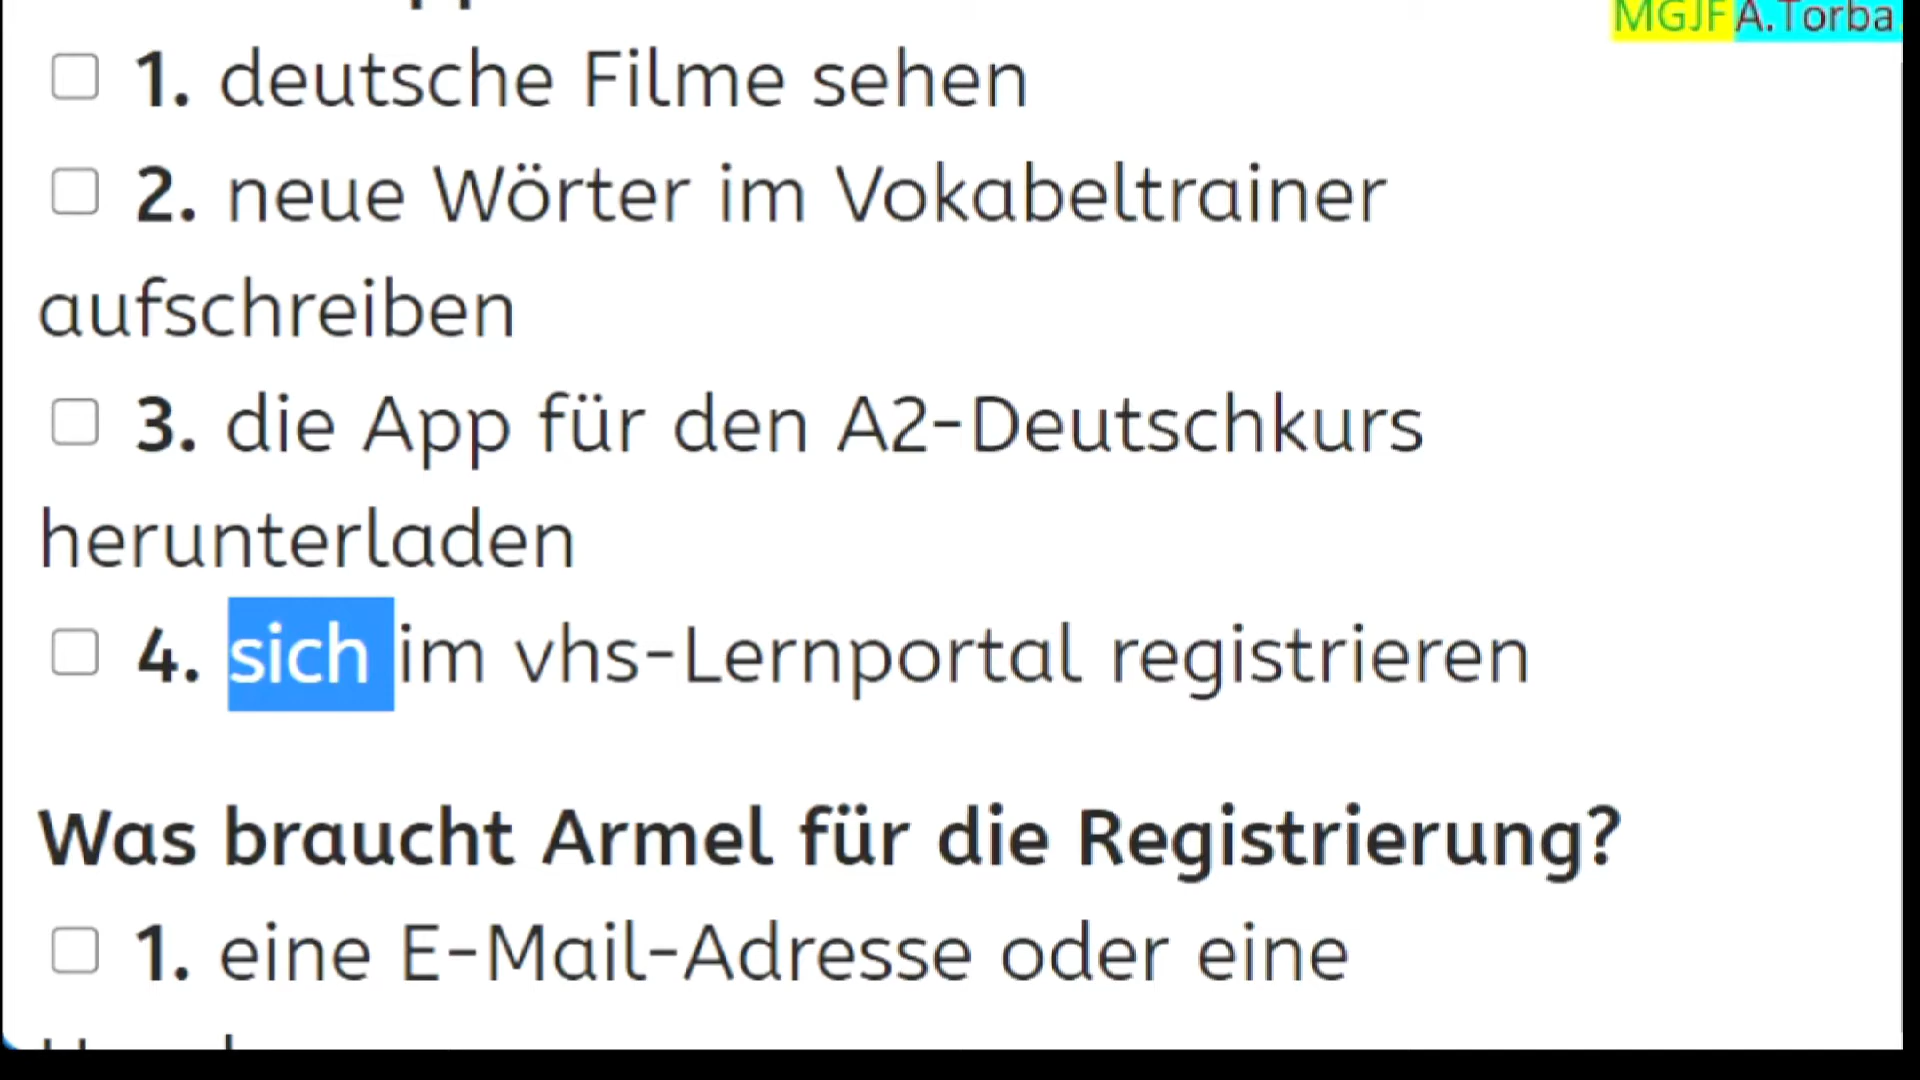 MGJF A.Torba
1. deutsche Filme sehen
2. neue Wörter im Vokabeltrainer
aufschreiben
3. die App für den A2-Deutschkurs
herunterladen
4. sich im vhs-Lernportal registrieren
Was braucht Armel für die Registrierung?
1. eine E-Mail-Adresse oder eine